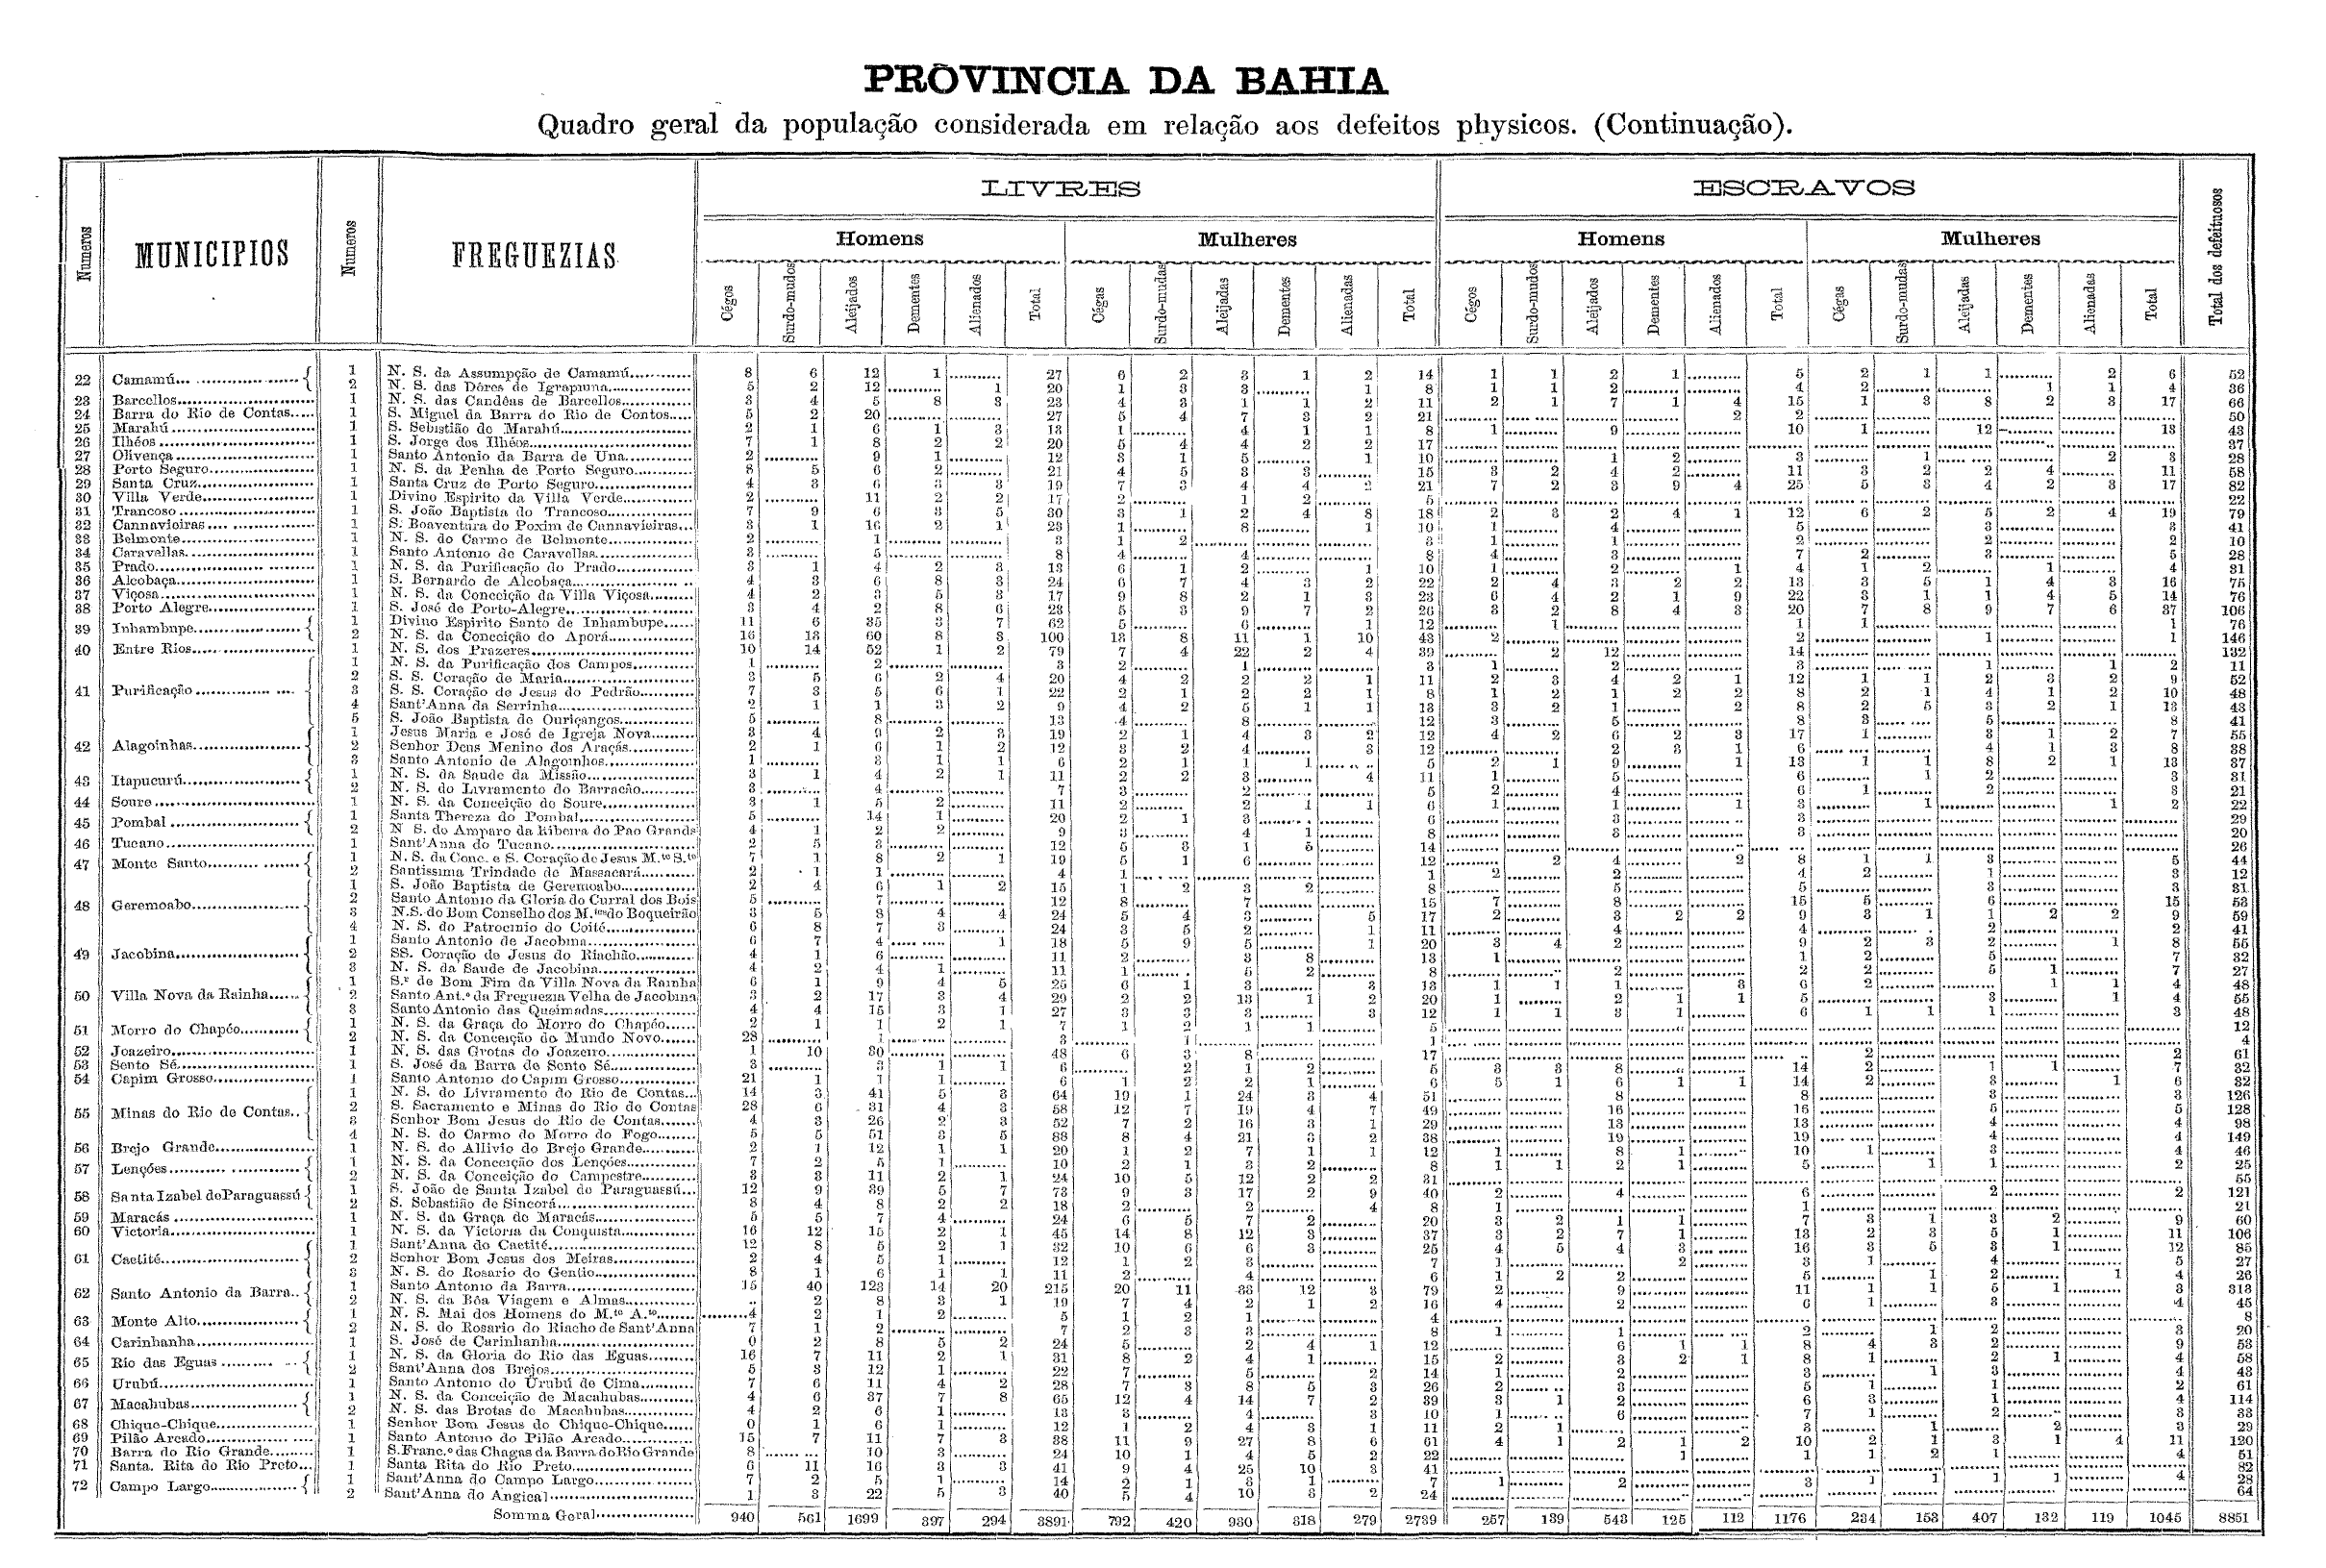 PROVINCIA DA BAHIA
Quadro geral da população considerada em relação aos defeitos physicos. (Continuação).
Numeros MUNICIPIOS Numeros FREGUEZIAS LIVRES ESCRAVOS Total dos defeituosos
Homens Mulheres Homens Mulheres
Cégos Surdo-mudos Aleijados Dementes Alienados Total Cégas Surdo-mudas Aleijadas Dementes Alienadas Total Cégos Surdo-mudos Aleijados Dementes Alienados Total Cégas Surdo-mudas Aleijadas Dementes Alienadas Total
22 Camamú 1 N. S. da Assumpção de Camamú 8 6 12 1 27 6 2 3 1 2 14 1 1 2 1 5 2 1 1 2 6 52
2 N. S. das Dôres de Igrapiuna 5 2 12 1 20 1 3 3 1 8 1 1 2 4 2 1 1 4 36
23 Barcellos 1 N. S. das Candêas de Barcellos 3 4 5 8 3 23 4 3 1 1 2 11 2 1 7 1 4 15 1 3 8 2 3 17 66
24 Barra do Rio de Contas 1 S. Miguel da Barra do Rio de Contos 5 2 20 27 5 4 7 3 2 21 2 2 50
25 Marahú 1 S. Sebistião de Marahú 2 1 6 1 3 13 1 4 1 1 8 1 9 10 1 12 13 43
26 Ilhéos 1 S. Jorge dos Ilhéos 7 1 8 2 2 20 5 4 4 2 2 17 37
27 Olivença 1 Santo Antonio da Barra de Una 2 9 1 12 3 1 5 1 10 1 2 3 1 2 3 28
28 Porto Seguro 1 N. S. da Penha de Porto Seguro 8 5 6 2 21 4 5 3 3 15 3 2 4 2 11 3 2 2 4 11 58
29 Santa Cruz 1 Santa Cruz de Porto Seguro 4 3 6 3 3 19 7 3 4 4 3 21 7 2 3 9 4 25 5 3 4 2 3 17 82
30 Villa Verde 1 Divino Espirito da Villa Verde 2 11 2 2 17 2 1 2 5 22
31 Trancoso 1 S. João Baptista do Trancoso 7 9 6 3 5 30 3 1 2 4 8 18 2 3 2 4 1 12 6 2 5 2 4 19 79
32 Cannavieiras 1 S. Boaventura do Poxim de Cannavieiras 3 1 16 2 1 23 1 8 1 10 1 4 5 3 3 41
33 Belmonte 1 N. S. do Carmo de Belmonte 2 1 3 1 2 3 1 1 2 2 2 10
34 Caravellas 1 Santo Antonio de Caravellas 3 5 8 4 4 8 4 3 7 2 3 5 28
35 Prado 1 N. S. da Purificação do Prado 3 1 4 2 3 13 6 1 2 1 10 1 2 1 4 1 2 1 4 31
36 Alcobaça 1 S. Bernardo de Alcobaça 4 3 6 8 3 24 6 7 4 3 2 22 2 4 3 2 2 13 3 5 1 4 3 16 75
37 Viçosa 1 N. S. da Conceição da Villa Viçosa 4 2 3 5 3 17 9 8 2 1 3 23 6 4 2 1 9 22 3 1 1 4 5 14 76
38 Porto Alegre 1 S. José de Porto-Alegre 3 4 2 8 6 23 5 3 9 7 2 26 3 2 8 4 3 20 7 8 9 7 6 37 106
39 Inhambupe 1 Divino Espirito Santo de Inhambupe 11 6 35 3 7 62 5 6 1 12 1 1 1 1 76
2 N. S. da Conceição do Aporá 16 13 60 8 3 100 13 8 11 1 10 43 2 2 1 1 146
40 Entre Rios 1 N. S. dos Prazeres 10 14 52 1 2 79 7 4 22 2 4 39 2 12 14 132
41 Purificação 1 N. S. da Purificação dos Campos 1 2 3 2 1 3 1 2 3 1 1 2 11
2 S. S. Coração de Maria 3 5 6 2 4 20 4 2 2 2 1 11 2 3 4 2 1 12 1 1 2 3 2 9 52
3 S. S. Coração de Jesus do Pedrão 7 3 5 6 1 22 2 1 2 2 1 8 1 2 1 2 2 8 2 1 4 1 2 10 48
4 Sant'Anna da Serrinha 2 1 1 3 2 9 4 2 5 1 1 13 3 2 1 2 8 2 5 3 2 1 13 43
5 S. João Baptista de Ouriçangos 5 8 13 4 8 12 3 5 8 3 5 8 41
42 Alagoinhas 1 Jesus Maria e José de Igreja Nova 3 4 9 2 3 19 2 1 4 3 2 12 4 2 6 2 3 17 1 3 1 2 7 55
2 Senhor Deus Menino dos Araçás 2 1 6 1 2 12 3 2 4 3 12 2 3 1 6 4 1 3 8 38
3 Santo Antonio de Alagoinhos 1 3 1 1 6 2 1 1 1 5 2 1 9 1 13 1 1 8 2 1 13 37
43 Itapucurú 1 N. S. da Saude da Missão 3 1 4 2 1 11 2 2 3 4 11 1 5 6 1 2 3 31
2 N. S. do Livramento do Barracão 3 4 7 3 2 5 2 4 6 1 2 3 21
44 Soure 1 N. S. da Conceição de Soure 3 1 5 2 11 2 2 1 1 6 1 1 1 3 1 1 2 22
45 Pombal 1 Santa Thereza do Pombal 5 14 1 20 2 1 3 6 3 3 29
2 N S. do Amparo da Ribeira do Pao Grande 4 1 2 2 9 3 4 1 8 3 3 20
46 Tucano 1 Sant'Anna do Tucano 2 5 3 12 5 3 1 5 14 26
47 Monte Santo 1 N. S. da Conc. e S. Coração de Jesus M.to S.to 7 1 8 2 1 19 5 1 6 12 2 4 2 8 1 1 3 5 44
2 Santissima Trindade de Massacará 2 1 1 4 1 1 2 2 4 2 1 3 12
48 Geremoabo 1 S. João Baptista de Geremoabo 2 4 6 1 2 15 1 2 3 2 8 5 5 3 3 31
2 Santo Antonio da Gloria do Curral dos Bois 5 7 12 8 7 15 7 8 15 5 6 15 53
3 N.S. do Bom Conselho dos M.tes do Boqueirão 3 5 8 4 4 24 5 4 3 5 17 2 3 2 2 9 3 1 1 2 2 9 59
4 N. S. do Patrocinio do Coité 6 8 7 3 24 3 5 2 1 11 4 4 2 2 41
49 Jacobina 1 Santo Antonio de Jacobina 6 7 4 1 18 5 9 5 1 20 3 4 2 9 2 3 2 1 8 55
2 SS. Coração de Jesus do Riachão 4 1 6 11 2 3 8 13 1 1 2 5 7 32
3 N. S. da Saude de Jacobina 4 2 4 1 11 1 5 2 8 2 2 2 5 1 7 27
50 Villa Nova da Rainha 1 S.r de Bom Fim da Villa Nova da Rainha 6 1 9 4 5 25 6 1 3 3 13 1 1 1 3 6 2 1 1 4 48
2 Santo Ant.o da Freguezia Velha de Jacobina 3 2 17 3 4 29 2 2 13 1 2 20 1 2 1 1 5 3 1 4 55
3 Santo Antonio das Queimadas 4 4 15 3 1 27 3 3 3 3 12 1 1 3 1 6 1 1 1 3 48
51 Morro do Chapéo 1 N. S. da Graça do Morro do Chapéo 2 1 1 2 1 7 1 2 1 1 5 12
2 N. S. da Conceição do Mundo Novo 28 1 3 1 1 4
52 Joazeiro 1 N. S. das Grotas do Joazeiro 1 10 30 48 6 3 8 17 2 2 61
53 Sento Sé 1 S. José da Barra de Sento Sé 3 3 1 1 6 2 1 2 5 3 3 8 14 2 1 1 7 32
54 Capim Grosso 1 Santo Antonio do Capim Grosso 21 1 1 1 6 1 2 2 1 6 5 1 6 1 1 14 2 3 1 6 32
55 Minas do Rio de Contas 1 N. S. do Livramento do Rio de Contas 14 3 41 5 3 64 19 1 24 3 4 51 8 8 3 3 126
2 S. Sacramento e Minas do Rio de Contas 28 6 31 4 3 58 12 7 19 4 7 49 16 16 5 5 128
3 Senhor Bom Jesus do Rio de Contas 4 3 26 2 3 52 7 2 16 3 1 29 13 13 4 4 98
4 N. S. do Carmo do Morro do Fogo 5 5 51 3 5 88 8 4 21 3 2 38 19 19 4 4 149
56 Brejo Grande 1 N. S. do Allivio do Brejo Grande 2 1 12 1 1 20 1 2 7 1 1 12 1 8 1 10 1 3 4 46
57 Lenções 1 N. S. da Conceição dos Lenções 7 2 5 1 10 2 1 3 2 8 1 1 2 1 5 1 1 2 25
2 N. S. da Conceição do Campestre 3 3 11 2 1 24 10 5 12 2 2 31 55
58 Santa Izabel do Paraguassú 1 S. João de Santa Izabel do Paraguassú 12 9 39 5 7 73 9 3 17 2 9 40 2 4 6 2 2 121
2 S. Sebastião de Sincorá 8 4 8 2 2 18 2 2 4 8 1 1 21
59 Maracás 1 N. S. da Graça de Maracás 5 5 7 4 24 6 5 7 2 20 3 2 1 1 7 3 1 3 2 9 60
60 Victoria 1 N. S. da Victoria da Conquista 16 12 15 2 1 45 14 8 12 3 37 3 2 7 1 13 2 3 5 1 11 106
61 Caetité 1 Sant'Anna do Caetité 12 8 5 2 1 32 10 6 6 3 25 4 5 4 3 16 3 5 3 1 12 85
2 Senhor Bom Jesus dos Meiras 2 4 5 1 12 1 2 3 7 1 2 3 1 4 5 27
3 N. S. do Rosario do Gentio 8 1 6 1 1 11 2 4 6 1 2 2 5 1 2 1 4 26
62 Santo Antonio da Barra 1 Santo Antonio da Barra 15 40 123 14 20 215 20 11 33 12 3 79 2 9 11 1 1 5 1 8 313
2 N. S. da Bôa Viagem e Almas 2 8 3 1 19 7 4 2 1 2 16 4 2 6 1 3 4 45
63 Monte Alto 1 N. S. Mai dos Homens do M.te A.to 4 2 1 2 5 1 2 1 4 8
2 N. S. do Rosario do Riacho de Sant'Anna 7 1 2 7 2 3 3 8 1 1 2 1 2 3 20
64 Carinhanha 1 S. José de Carinhanha 0 2 8 5 2 24 5 2 4 1 12 6 1 1 8 4 3 2 9 53
65 Rio das Eguas 1 N. S. da Gloria do Rio das Eguas 16 7 11 2 1 31 8 2 4 1 15 2 3 2 1 8 1 2 1 4 58
2 Sant'Anna dos Brejos 5 3 12 1 22 7 5 2 14 1 2 3 1 3 4 43
66 Urubú 1 Santo Antonio do Urubú de Cima 7 6 11 4 2 28 7 3 8 5 3 26 2 3 5 1 1 2 61
67 Macahubas 1 N. S. da Conceição de Macahubas 4 6 37 7 8 65 12 4 14 7 2 39 3 1 2 6 3 1 4 114
2 N. S. das Brotas de Macahubas 4 2 6 1 13 3 4 3 10 1 6 7 1 2 3 33
68 Chique-Chique 1 Senhor Bom Jesus do Chique-Chique 0 1 6 1 12 1 2 4 3 1 11 2 1 3 1 2 3 29
69 Pilão Arcado 1 Santo Antonio do Pilão Arcado 15 7 11 7 3 38 11 9 27 8 6 61 4 1 2 1 2 10 2 1 3 1 4 11 120
70 Barra do Rio Grande 1 S. Franc.o das Chagas da Barra do Rio Grande 8 10 3 24 10 1 4 5 2 22 1 1 1 2 1 4 51
71 Santa. Rita do Rio Preto 1 Santa Rita do Rio Preto 6 11 16 3 3 41 9 4 25 10 3 41 82
72 Campo Largo 1 Sant'Anna do Campo Largo 7 2 5 1 14 2 1 3 1 7 1 2 3 1 1 1 1 4 28
2 Sant'Anna do Angical 1 3 22 5 3 40 5 4 10 3 2 24 64
Somma Geral 940 561 1699 397 294 3891 792 420 930 318 279 2739 257 139 543 125 112 1176 234 153 407 132 119 1045 8851